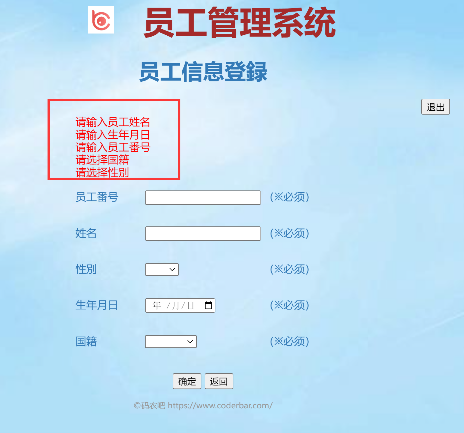 员工管理系统
员工信息登録
退出
请输入员工姓名
请输入生年月日
请输入员工番号
请选择国籍
请选择性别
员工番号 (※必须)
姓名 (※必须)
性别 (※必须)
生年月日 年 /月/日 (※必须)
国籍 (※必须)
确定 返回
©码农吧 https://www.coderbar.com/